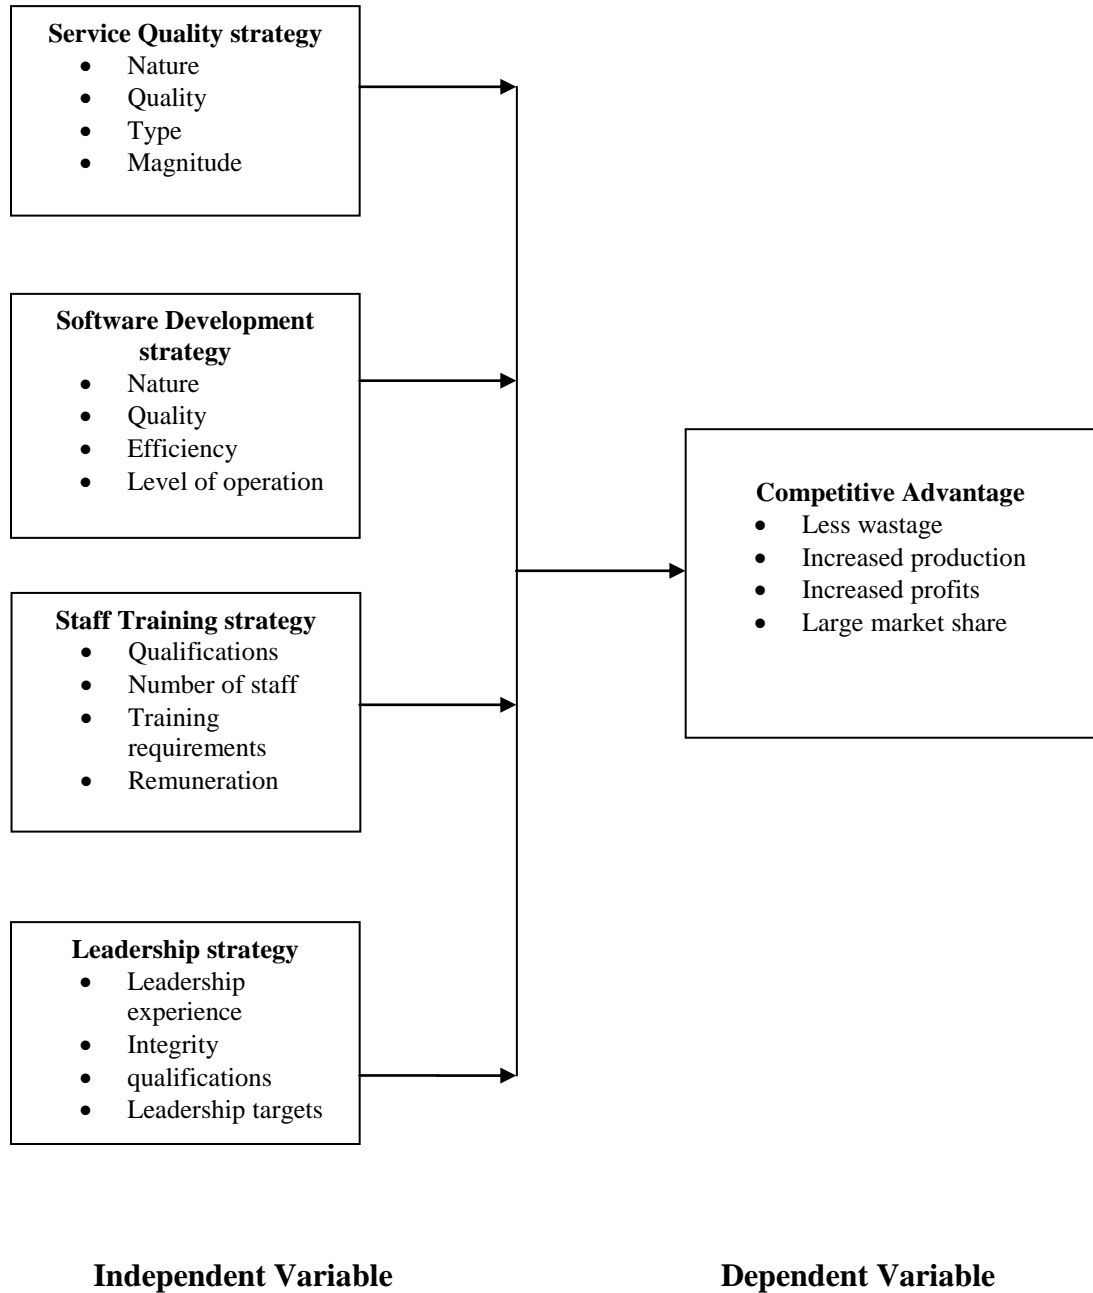 Service Quality strategy
• Nature
• Quality
• Type
• Magnitude
Software Development
strategy
• Nature
• Quality
• Efficiency
• Level of operation
Staff Training strategy
• Qualifications
• Number of staff
• Training
requirements
• Remuneration
Leadership strategy
• Leadership
experience
• Integrity
• qualifications
• Leadership targets
Competitive Advantage
• Less wastage
• Increased production
• Increased profits
• Large market share
Independent Variable
Dependent Variable